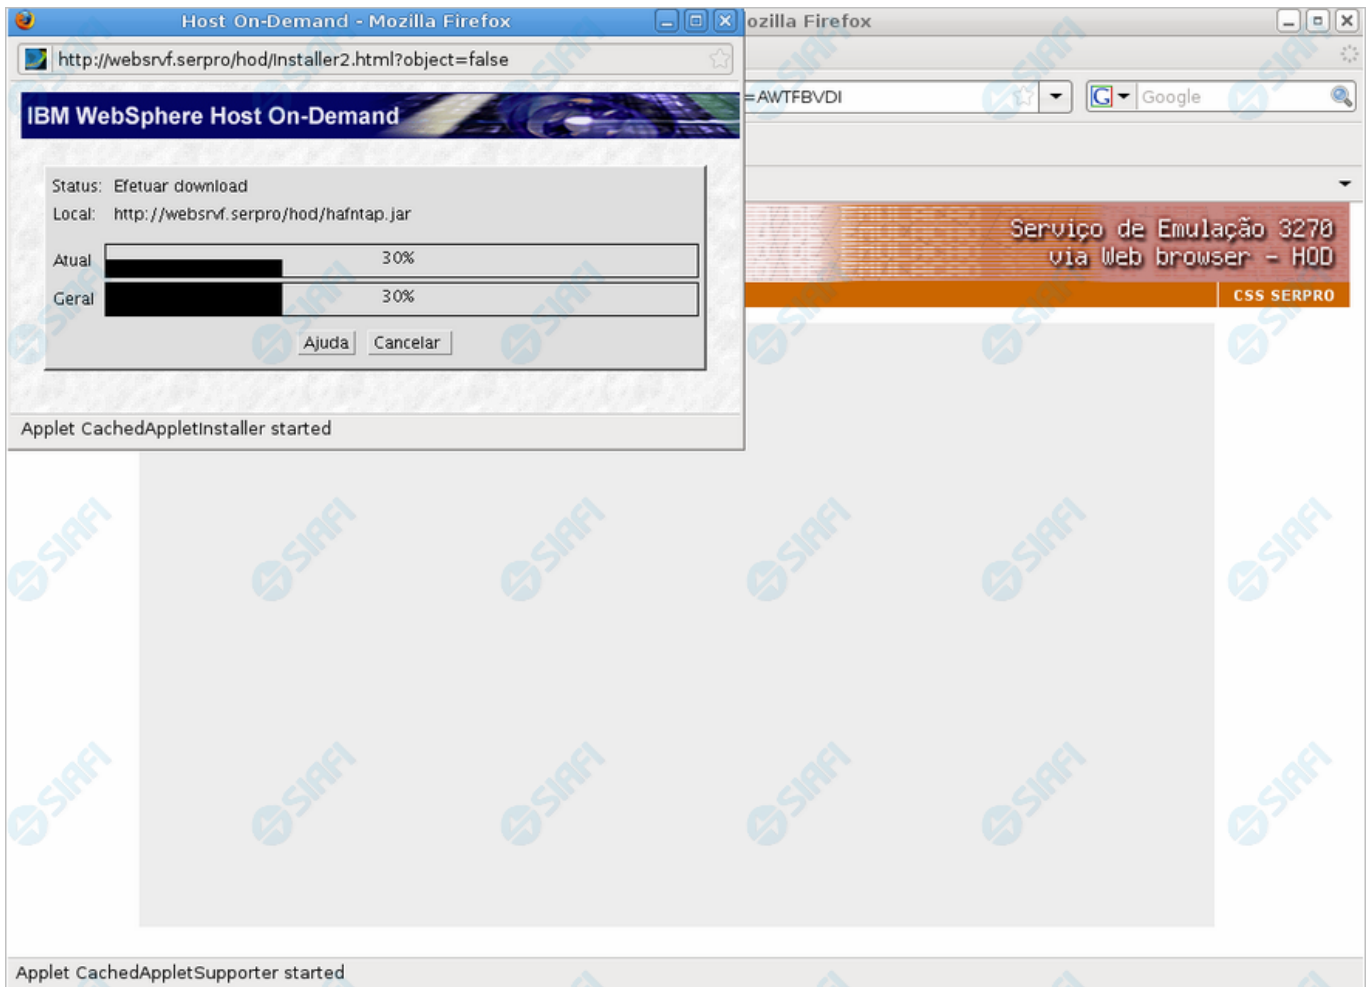 Host On-Demand - Mozilla Firefox
ozilla Firefox
http://websrvf.serpro/hod/Installer2.html?object=false
=AWTFBVDI
Google
IBM WebSphere Host On-Demand
Status: Efetuar download
Local: http://websrvf.serpro/hod/hafntap.jar
Atual 30%
Geral 30%
Ajuda Cancelar
Applet CachedAppletInstaller started
Serviço de Emulação 3270
via Web browser - HOD
CSS SERPRO
SIAFI
Applet CachedAppletSupporter started